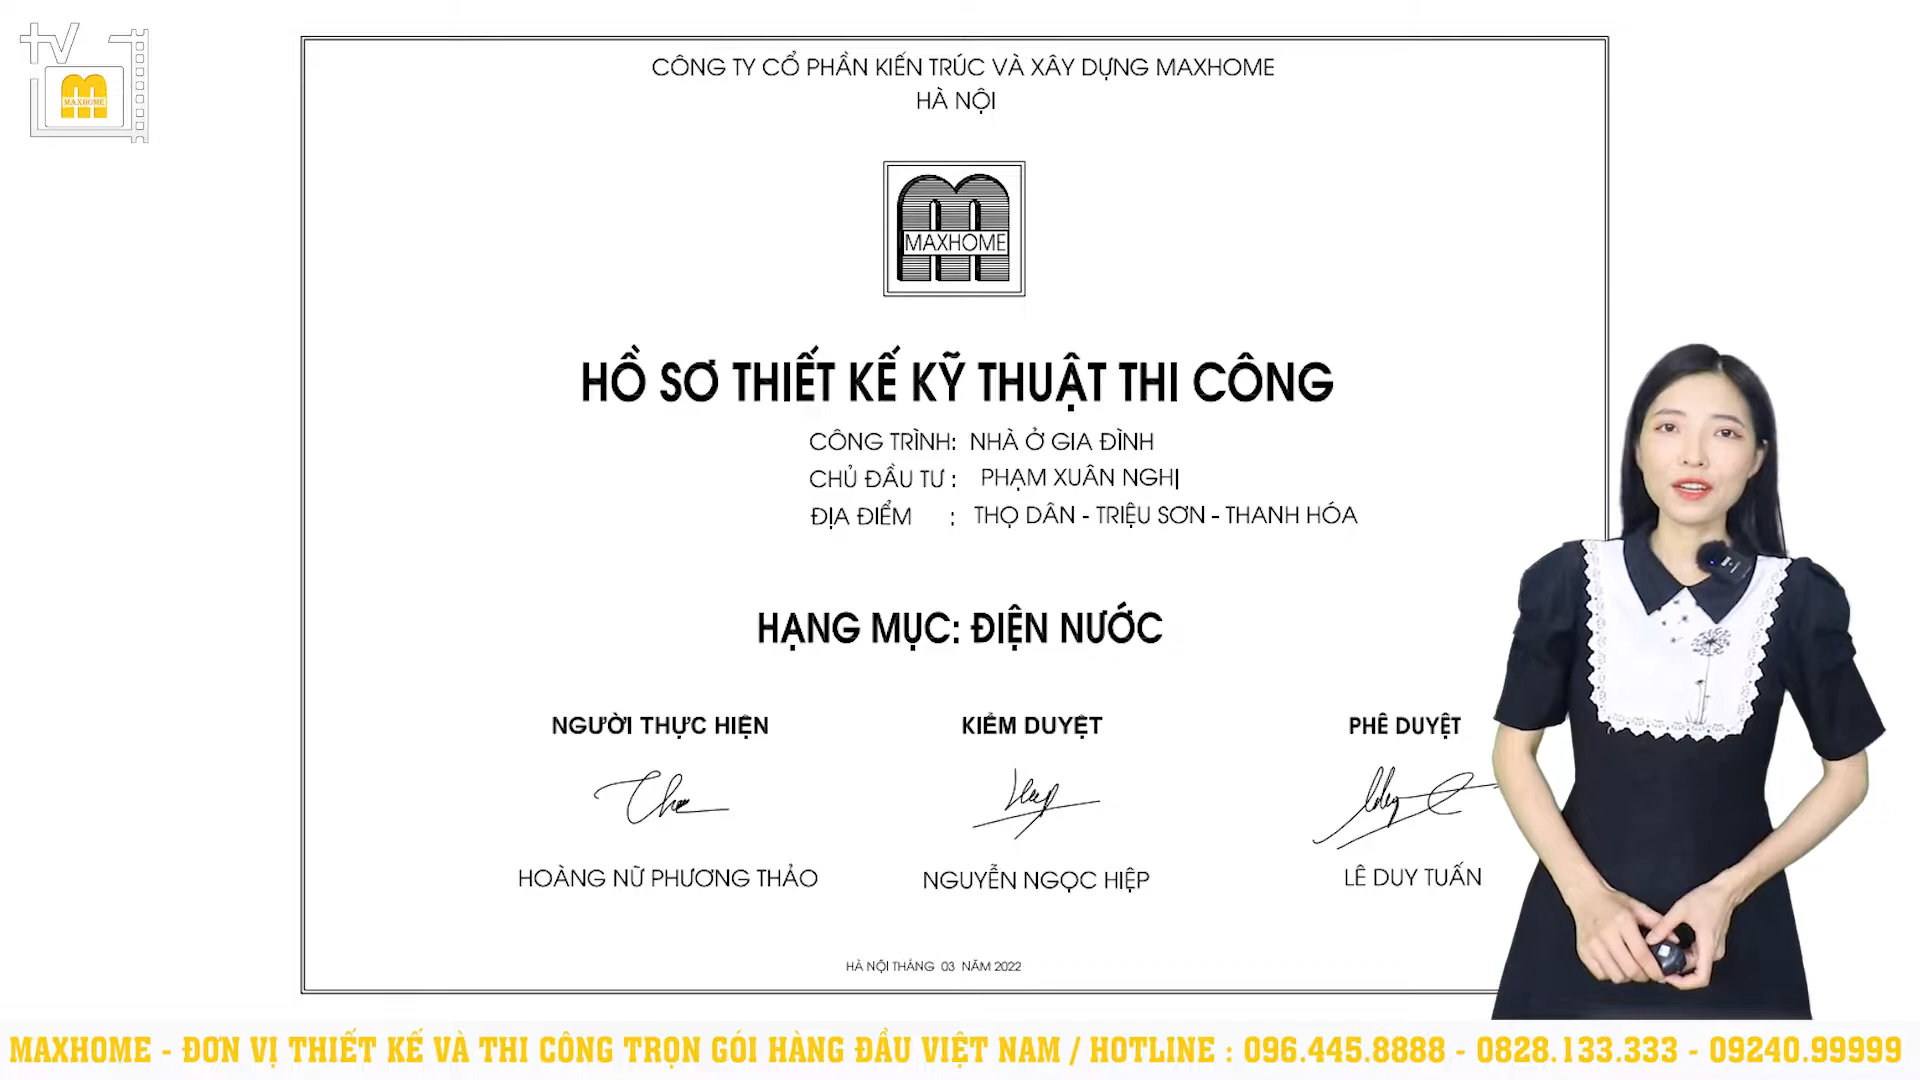 tv
MAXHOME
CÔNG TY CỔ PHẦN KIẾN TRÚC VÀ XÂY DỰNG MAXHOME
HÀ NỘI
MAXHOME
HỒ SƠ THIẾT KẾ KỸ THUẬT THI CÔNG
CÔNG TRÌNH: NHÀ Ở GIA ĐÌNH
CHỦ ĐẦU TƯ : PHẠM XUÂN NGHỊ
ĐỊA ĐIỂM : THỌ DÂN - TRIỆU SƠN - THANH HÓA
HẠNG MỤC: ĐIỆN NƯỚC
NGƯỜI THỰC HIỆN KIỂM DUYỆT PHÊ DUYỆT
HOÀNG NỮ PHƯƠNG THẢO NGUYỄN NGỌC HIỆP LÊ DUY TUẤN
HÀ NỘI THÁNG 03 NĂM 2022
MAXHOME - ĐƠN VỊ THIẾT KẾ VÀ THI CÔNG TRỌN GÓI HÀNG ĐẦU VIỆT NAM / HOTLINE : 096.445.8888 - 0828.133.333 - 09240.99999